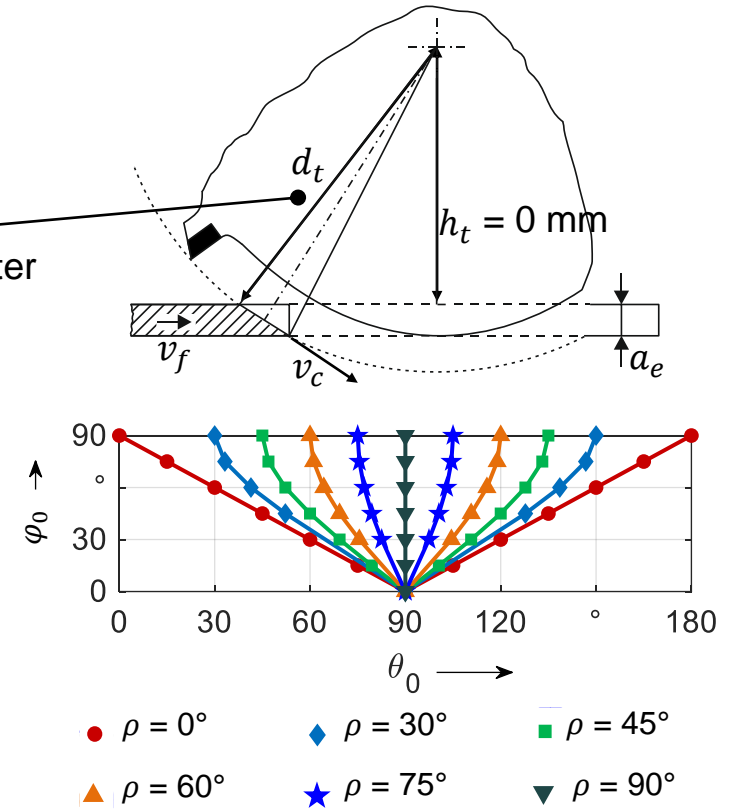 d_t
h_t = 0 mm
ter
v_f
v_c
a_e
90
°
30
0
φ_0
0 30 60 90 120 ° 180
θ_0
ρ = 0° ρ = 30° ρ = 45°
ρ = 60° ρ = 75° ρ = 90°